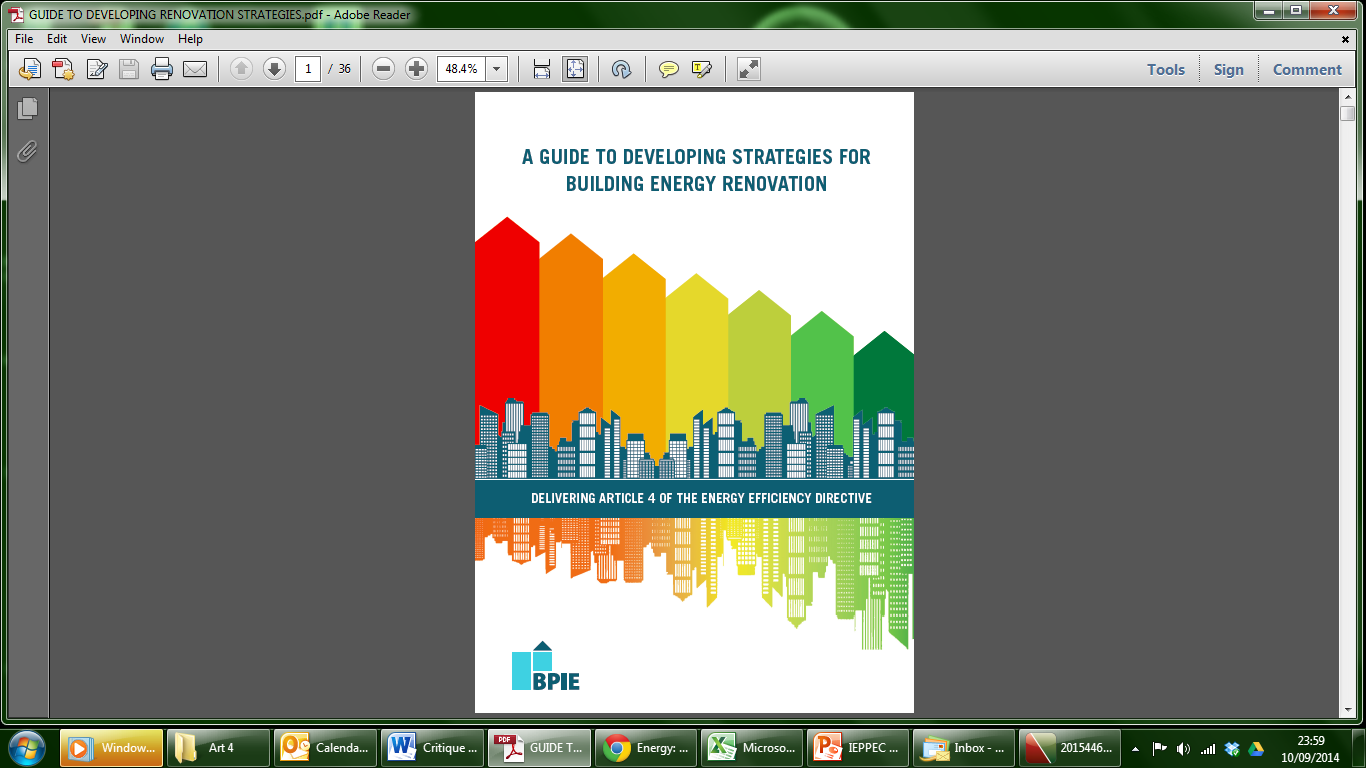 GUIDE TO DEVELOPING RENOVATION STRATEGIES.pdf - Adobe Reader
File Edit View Window Help
1 / 36 48.4% Tools Sign Comment
A GUIDE TO DEVELOPING STRATEGIES FOR
BUILDING ENERGY RENOVATION
DELIVERING ARTICLE 4 OF THE ENERGY EFFICIENCY DIRECTIVE
BPIE
Window... Art 4 Calenda... Critique ... PDF GUIDE T... Energy: ... Microso... IEPPEC ... Inbox - ... 2015446... 23:59
10/09/2014